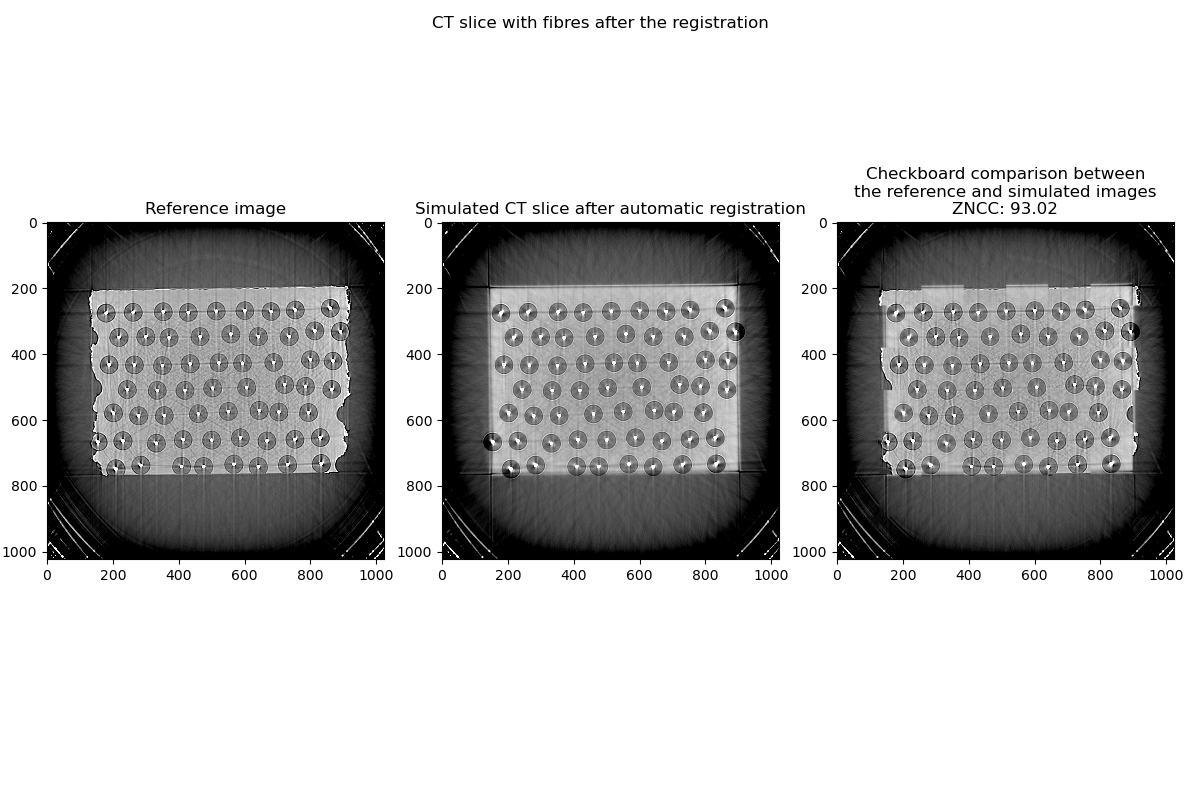 CT slice with fibres after the registration
Reference image
Simulated CT slice after automatic registration
Checkboard comparison between
the reference and simulated images
ZNCC: 93.02
0
200
400
600
800
1000
0 200 400 600 800 1000
0
200
400
600
800
1000
0 200 400 600 800 1000
0
200
400
600
800
1000
0 200 400 600 800 1000